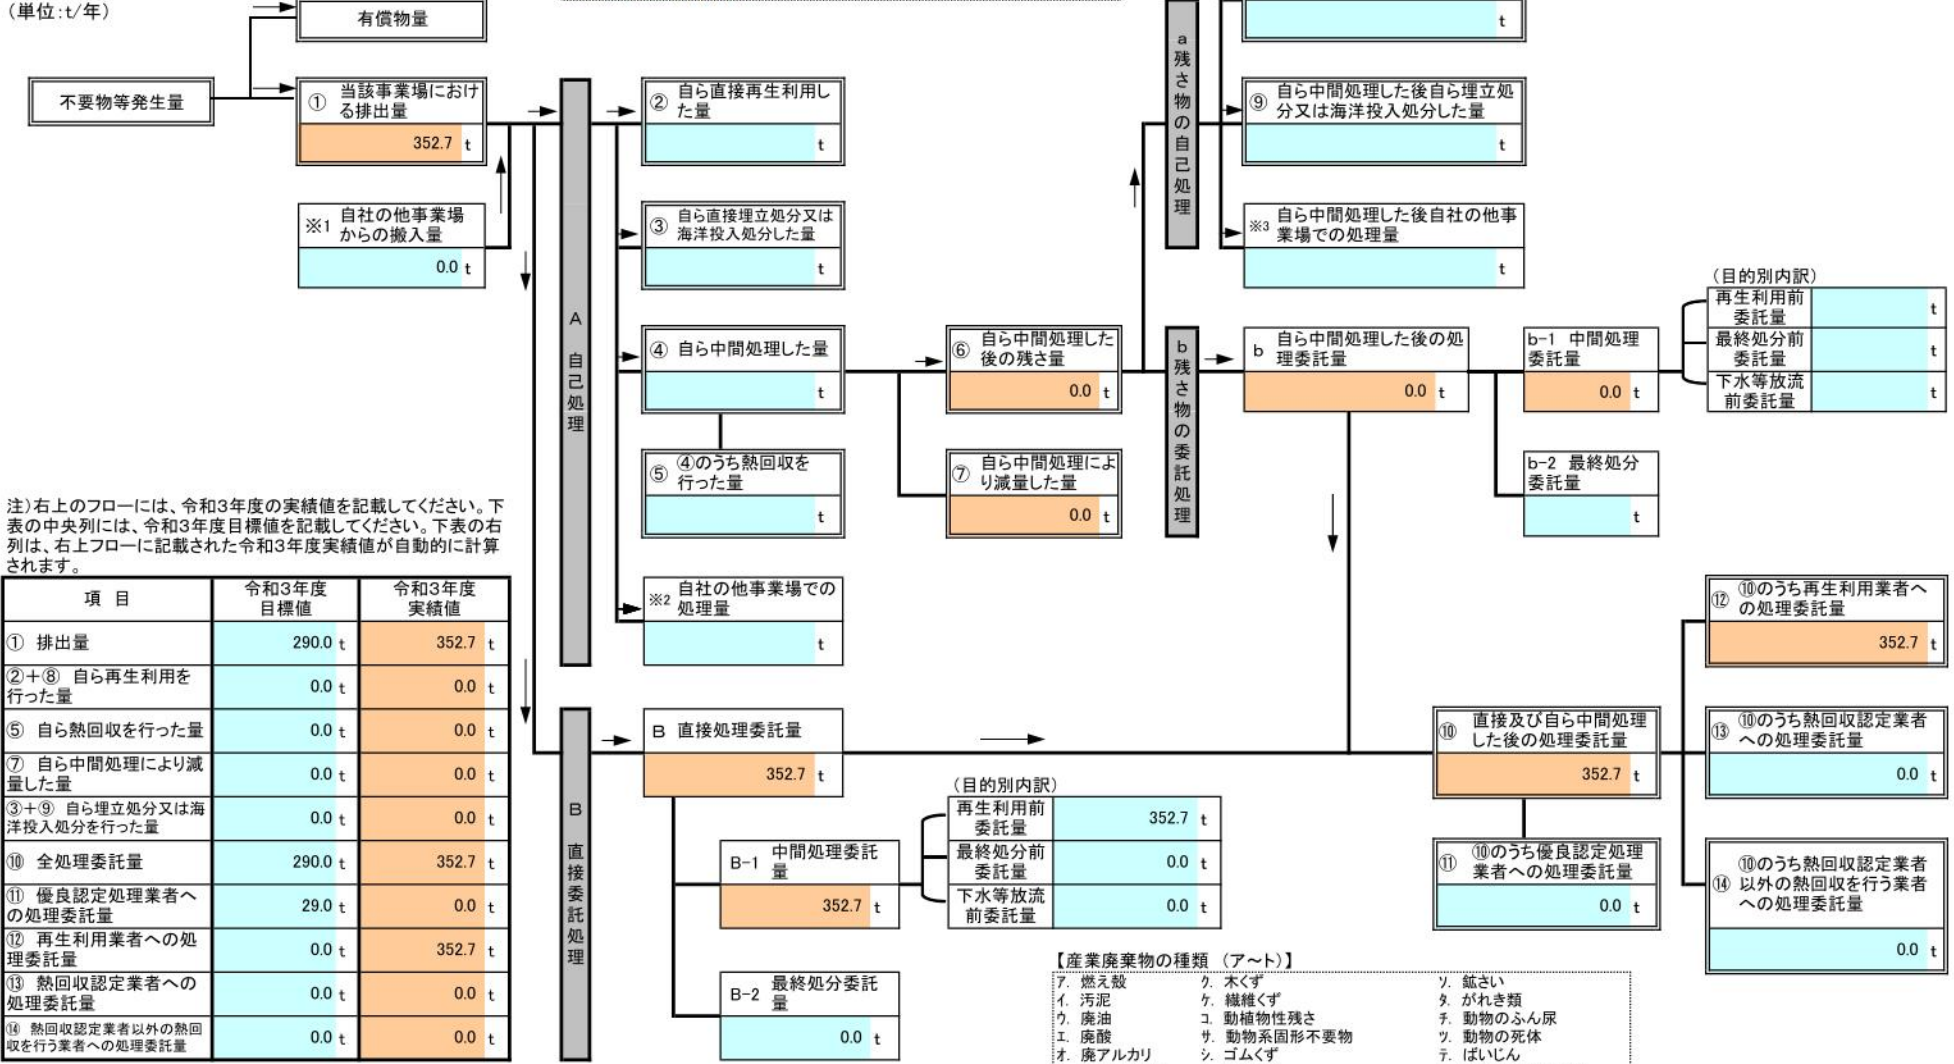 (単位:t/年)
有償物量
不要物等発生量
① 当該事業場におけ
る排出量
352.7 t
※1 自社の他事業場
からの搬入量
0.0 t
A 自己処理
② 自ら直接再生利用し
た量
t
③ 自ら直接埋立処分又は
海洋投入処分した量
t
④ 自ら中間処理した量
t
⑤ ④のうち熱回収を
行った量
t
※2 自社の他事業場での
処理量
t
⑥ 自ら中間処理した
後の残さ量
0.0 t
⑦ 自ら中間処理によ
り減量した量
0.0 t
a 残さ物の自己処理
t
⑨ 自ら中間処理した後自ら埋立処
分又は海洋投入処分した量
t
※3 自ら中間処理した後自社の他事
業場での処理量
t
b 残さ物の委託処理
b 自ら中間処理した後の処
理委託量
0.0 t
b-1 中間処理
委託量
0.0 t
(目的別内訳)
再生利用前
委託量
t
最終処分前
委託量
t
下水等放流
前委託量
t
b-2 最終処分
委託量
t
注)右上のフローには、令和3年度の実績値を記載してください。下
表の中央列には、令和3年度目標値を記載してください。下表の右
列は、右上フローに記載された令和3年度実績値が自動的に計算
されます。
項 目 令和3年度 令和3年度
目標値 実績値
① 排出量 290.0 t 352.7 t
②+⑧ 自ら再生利用を
行った量 0.0 t 0.0 t
⑤ 自ら熱回収を行った量 0.0 t 0.0 t
⑦ 自ら中間処理により減
量した量 0.0 t 0.0 t
③+⑨ 自ら埋立処分又は海
洋投入処分を行った量 0.0 t 0.0 t
⑩ 全処理委託量 290.0 t 352.7 t
⑪ 優良認定処理業者へ
の処理委託量 29.0 t 0.0 t
⑫ 再生利用業者への処
理委託量 0.0 t 352.7 t
⑬ 熱回収認定業者への
処理委託量 0.0 t 0.0 t
⑭ 熱回収認定業者以外の熱回
収を行う業者への処理委託量 0.0 t 0.0 t
B 直接委託処理
B 直接処理委託量
352.7 t
B-1 中間処理委託
量
352.7 t
(目的別内訳)
再生利用前
委託量
352.7 t
最終処分前
委託量
0.0 t
下水等放流
前委託量
0.0 t
B-2 最終処分委託
量
0.0 t
⑩ 直接及び自ら中間処理
した後の処理委託量
352.7 t
⑪ ⑩のうち優良認定処理
業者への処理委託量
0.0 t
⑫ ⑩のうち再生利用業者へ
の処理委託量
352.7 t
⑬ ⑩のうち熱回収認定業者
への処理委託量
0.0 t
⑭ ⑩のうち熱回収認定業者
以外の熱回収を行う業者
への処理委託量
0.0 t
【産業廃棄物の種類 (ア~ト)】
ア. 燃え殻 ク. 木くず ソ. 鉱さい
イ. 汚泥 ケ. 繊維くず タ. がれき類
ウ. 廃油 コ. 動植物性残さ チ. 動物のふん尿
エ. 廃酸 サ. 動物系固形不要物 ツ. 動物の死体
オ. 廃アルカリ シ. ゴムくず テ. ばいじん